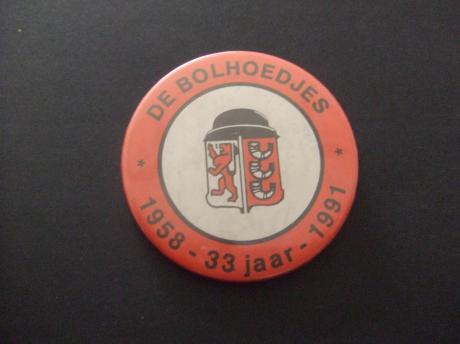 DE BOLHOEDJES
* 1958 - 33 jaar - 1991 *